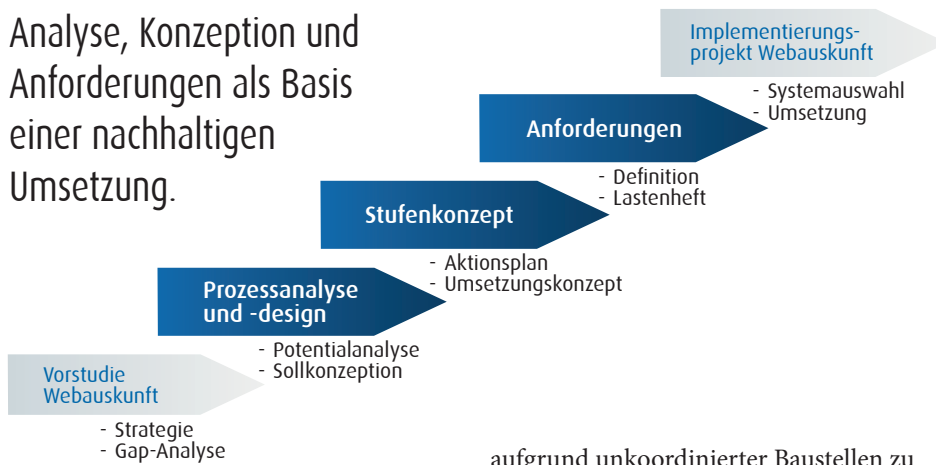 Analyse, Konzeption und
Anforderungen als Basis
einer nachhaltigen
Umsetzung.
Implementierungs-
projekt Webauskunft
- Systemauswahl
- Umsetzung
Anforderungen
- Definition
- Lastenheft
Stufenkonzept
- Aktionsplan
- Umsetzungskonzept
Prozessanalyse
und -design
- Potentialanalyse
- Sollkonzeption
Vorstudie
Webauskunft
- Strategie
- Gap-Analyse
aufgrund unkoordinierter Baustellen zu